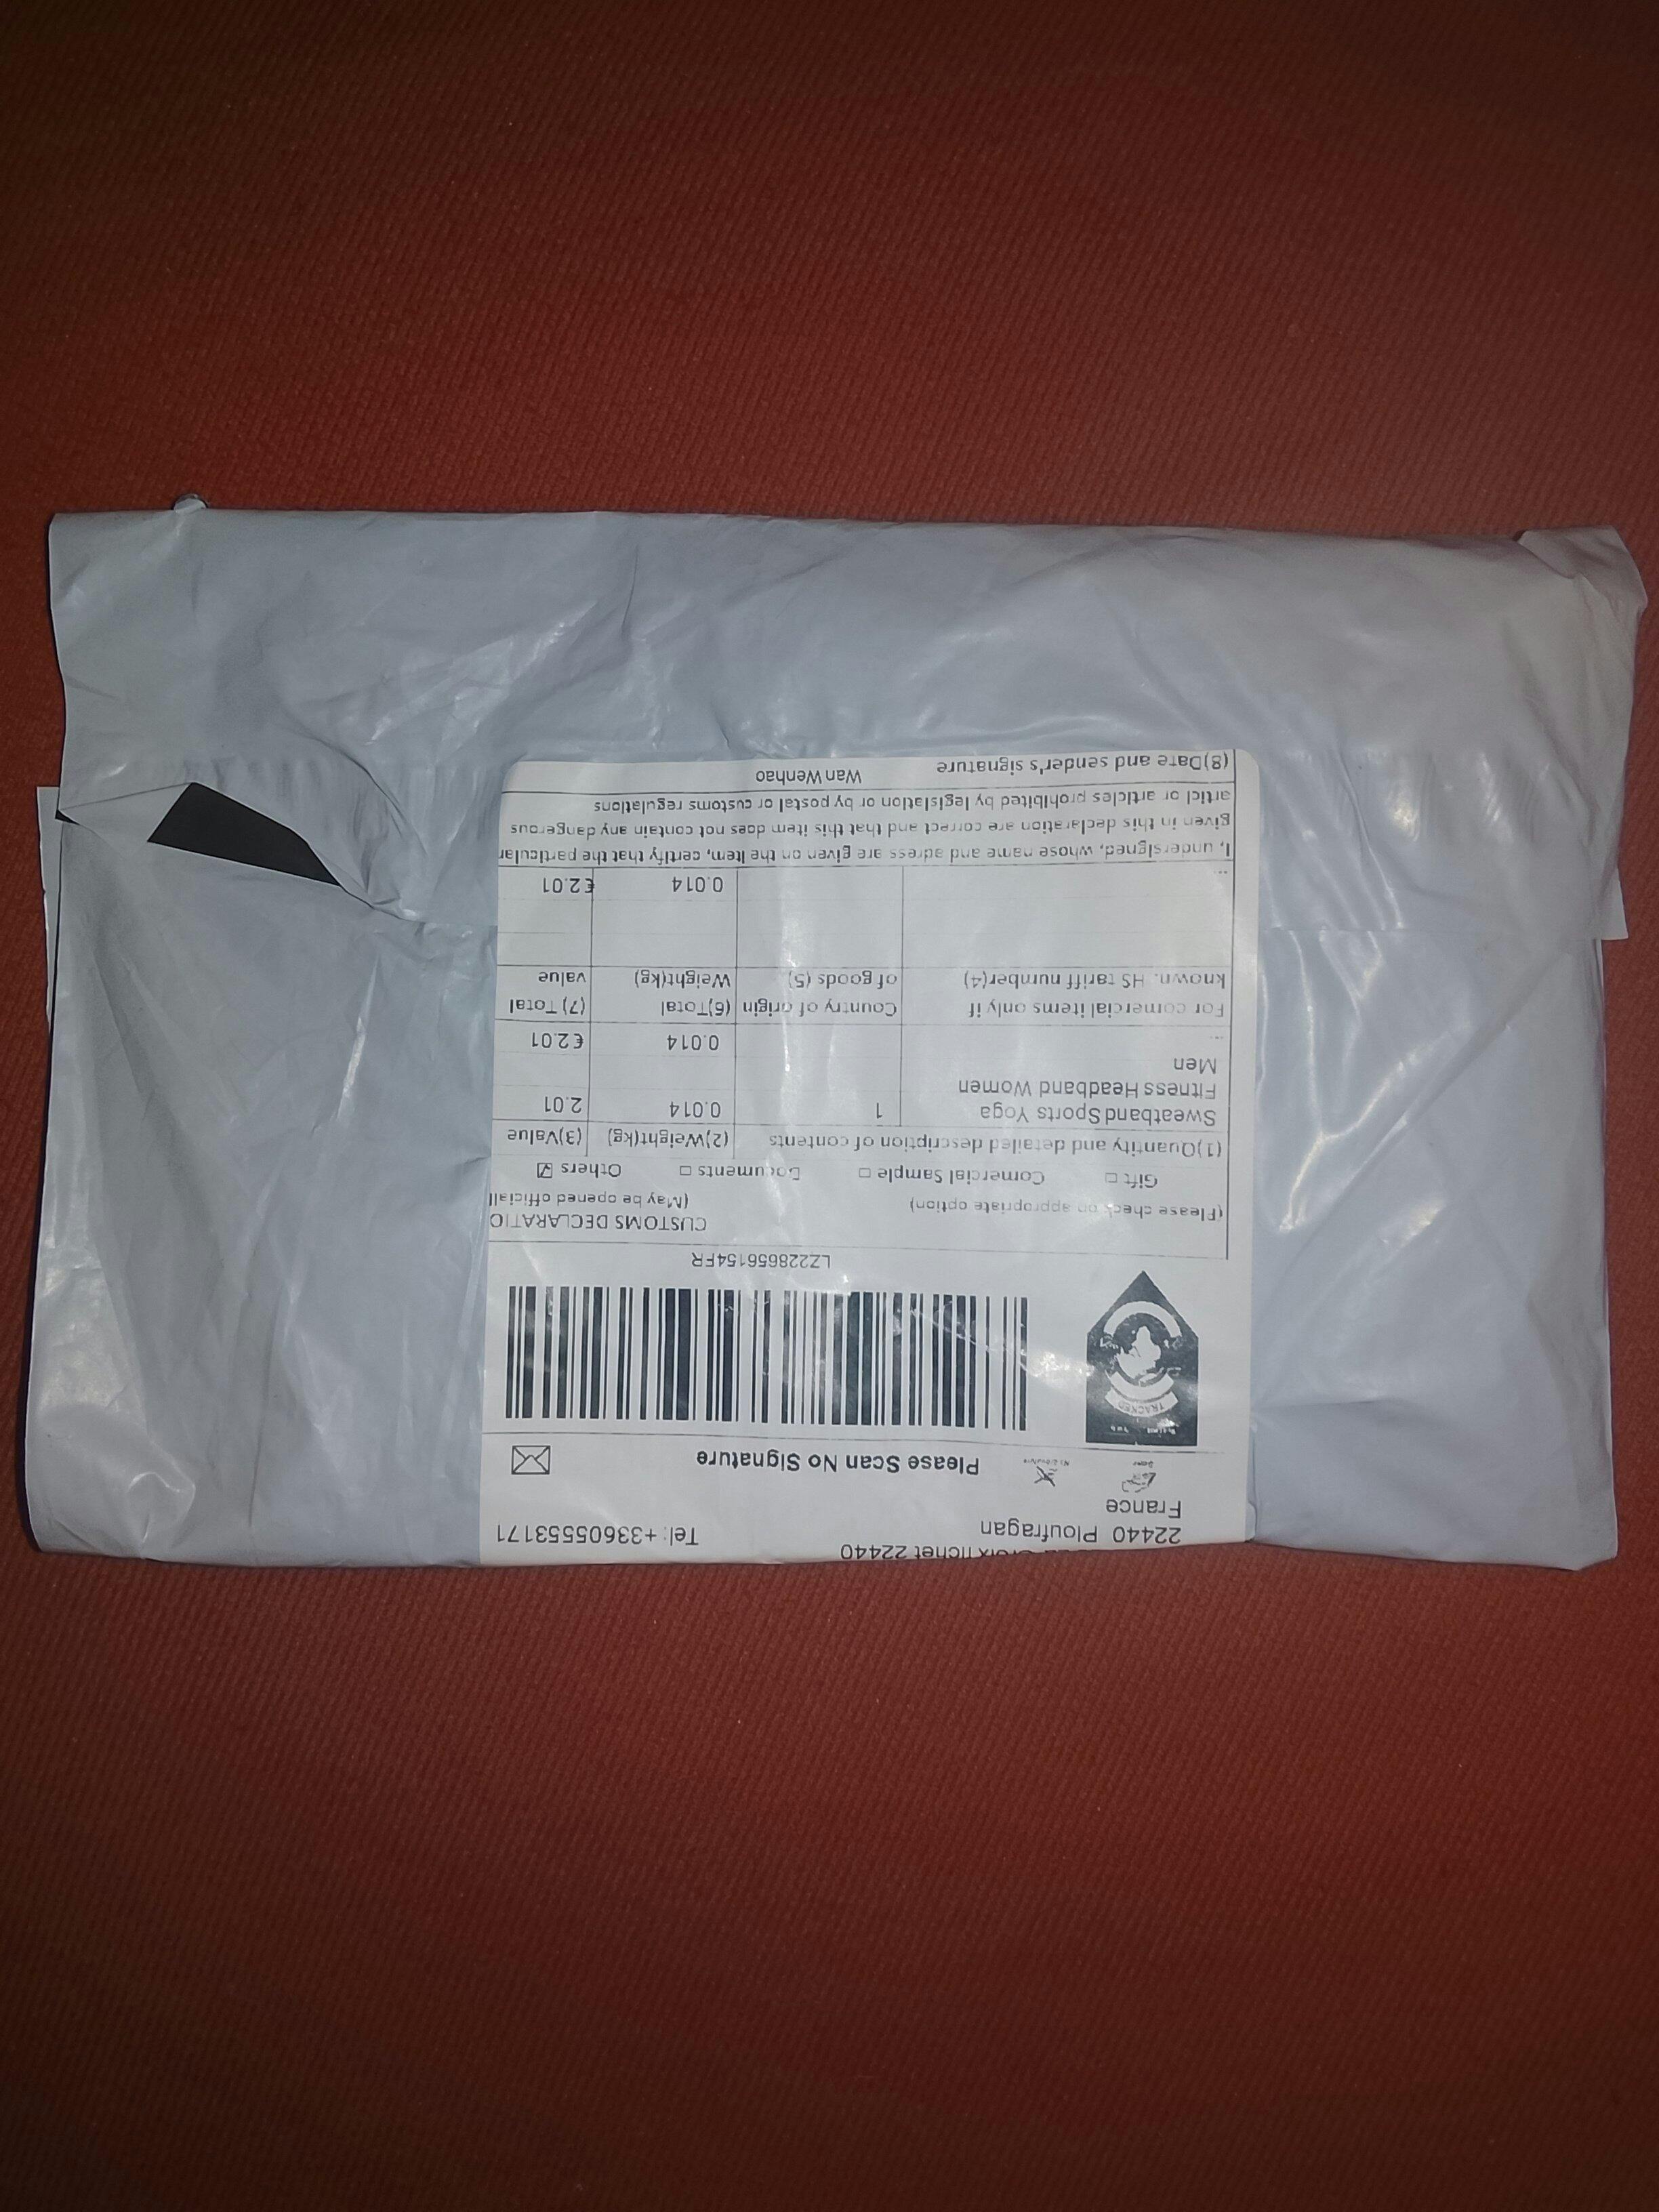 Tichet 22440
22440 Ploufragan
France
Tel: +33605553171
Please Scan No Signature
TRACKED
LZ228656154FR
CUSTOMS DECLARATIO
(Please check on appropriate option)
(May be opened officiall
Gift □ Comercial Sample □ Documents □ Others ☑
(1)Quantity and detailed description of contents (2)Weight(kg) (3)Value
Sweatband Sports Yoga 1 0.014 2.01
Fitness Headband Women
Men
... 0.014 €2.01
For comercial items only if Country of origin (6)Total (7) Total
known. HS tariff number(4) of goods (5) Weight(kg) value
... 0.014 €2.01
I, undersigned, whose name and adress are given on the item, certify that the particular
given in this declaration are correct and that this item does not contain any dangerous
articl or articles prohibited by legislation or by postal or customs regulations
(8)Date and sender's signature Wan Wenhao